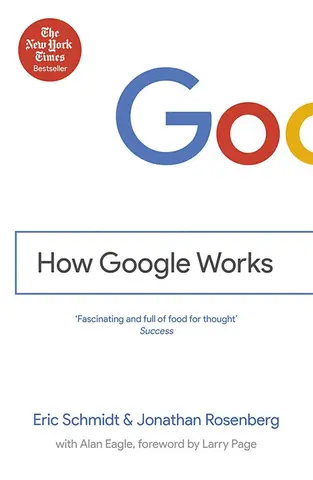 The
New York
Times
Bestseller
Goo
How Google Works
‘Fascinating and full of food for thought’
Success
Eric Schmidt & Jonathan Rosenberg
with Alan Eagle, foreword by Larry Page